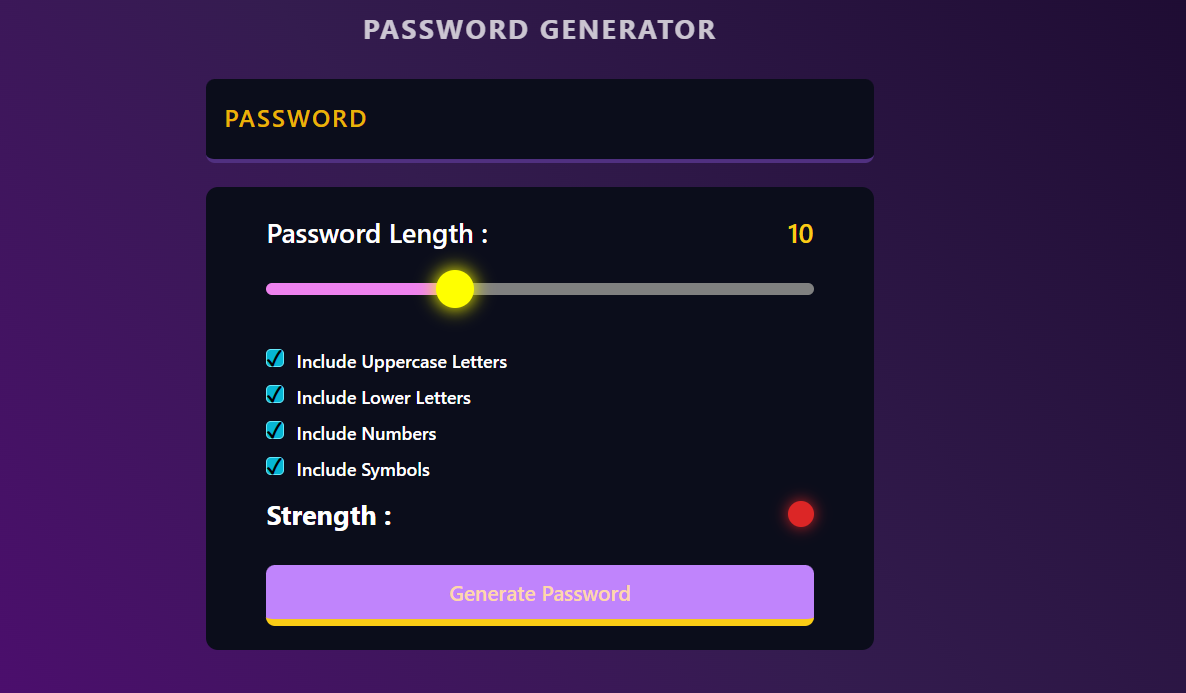 PASSWORD GENERATOR
PASSWORD
Password Length : 10
Include Uppercase Letters
Include Lower Letters
Include Numbers
Include Symbols
Strength :
Generate Password